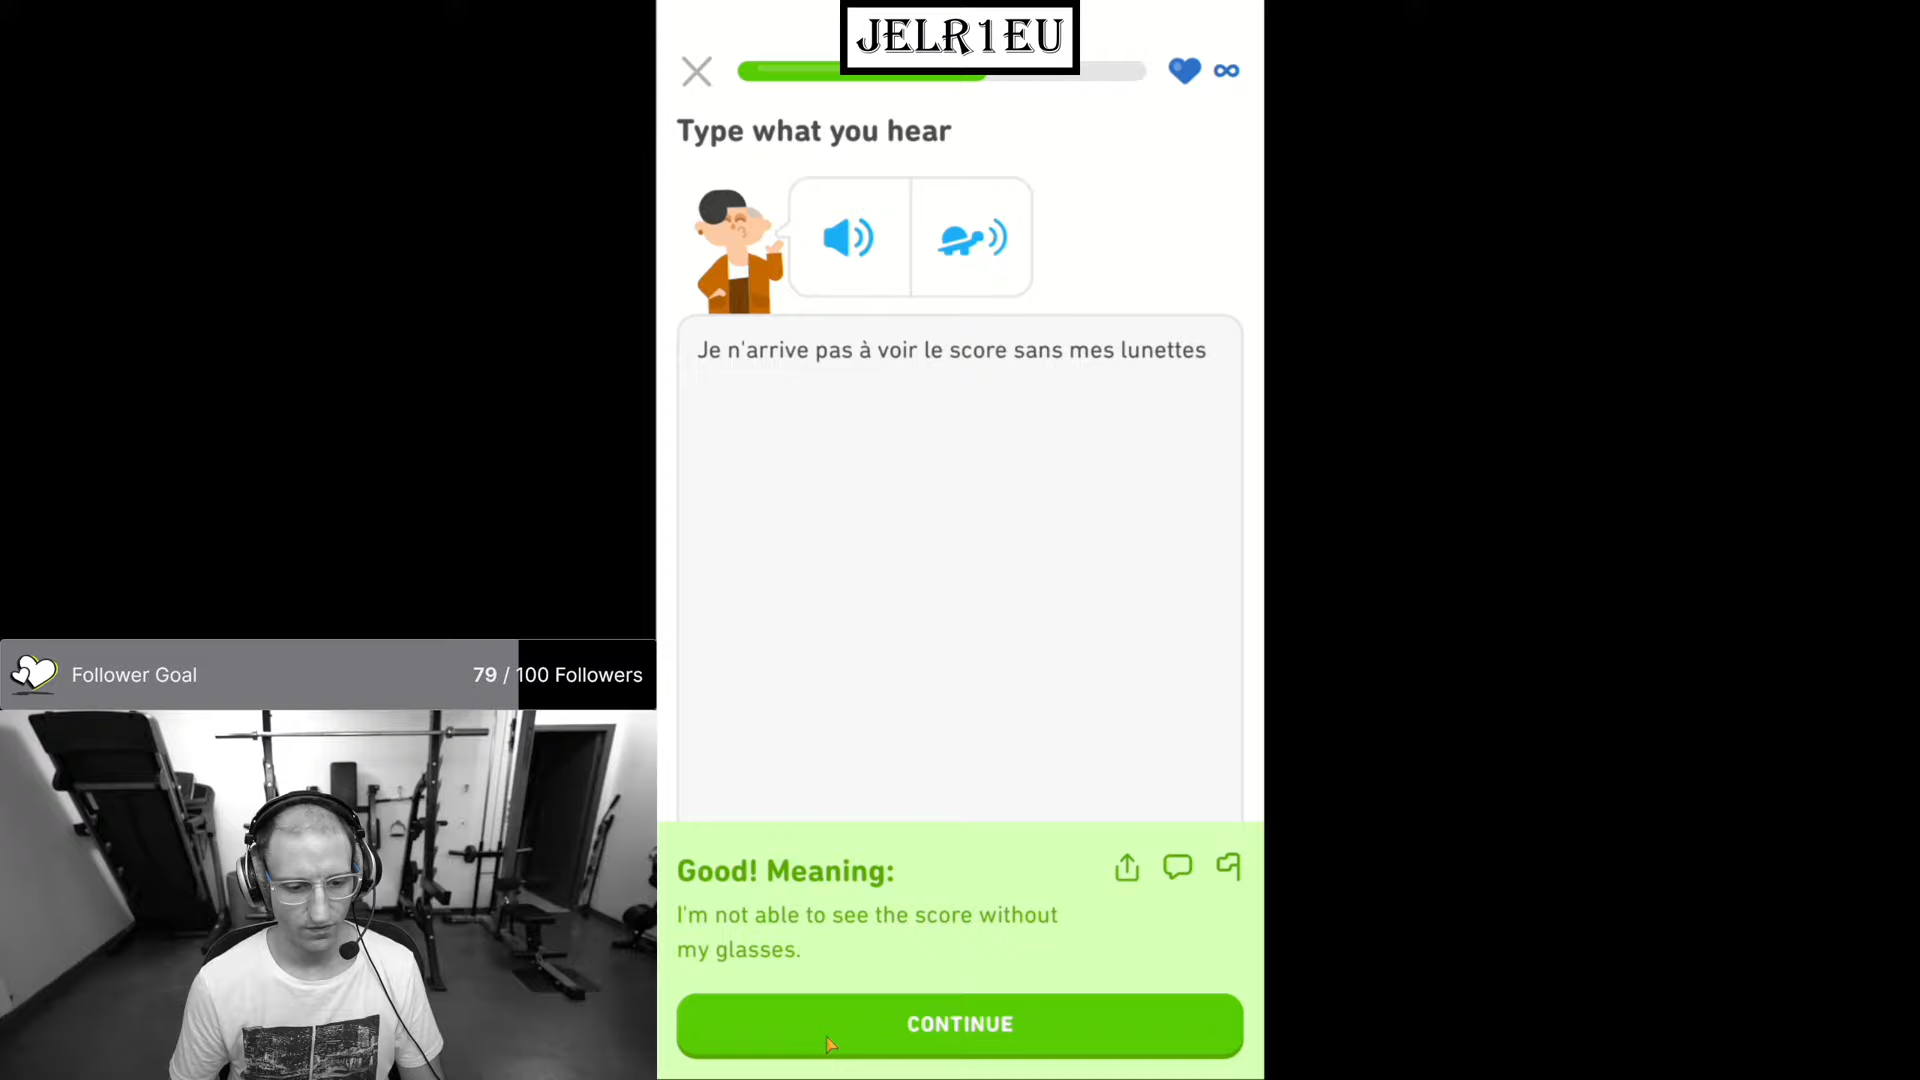 JELR1EU
Type what you hear
Je n'arrive pas à voir le score sans mes lunettes
Follower Goal
79 / 100 Followers
Good! Meaning:
I'm not able to see the score without
my glasses.
CONTINUE